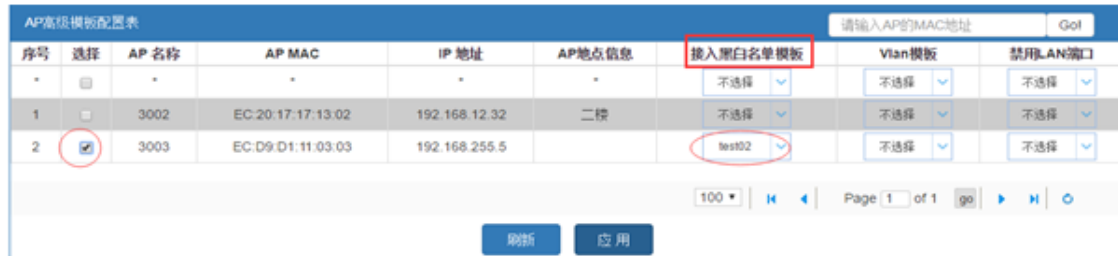 AP高级模板配置表 请输入AP的MAC地址 Go!
序号 选择 AP 名称 AP MAC IP 地址 AP地点信息 接入黑白名单模板 Vlan模板 禁用LAN端口
- - - - - 不选择 不选择 不选择
1 3002 EC:20:17:17:13:02 192.168.12.32 二楼 不选择 不选择 不选择
2 3003 EC:D9:D1:11:03:03 192.168.255.5 test02 不选择 不选择
100 Page 1 of 1 go
刷新 应用